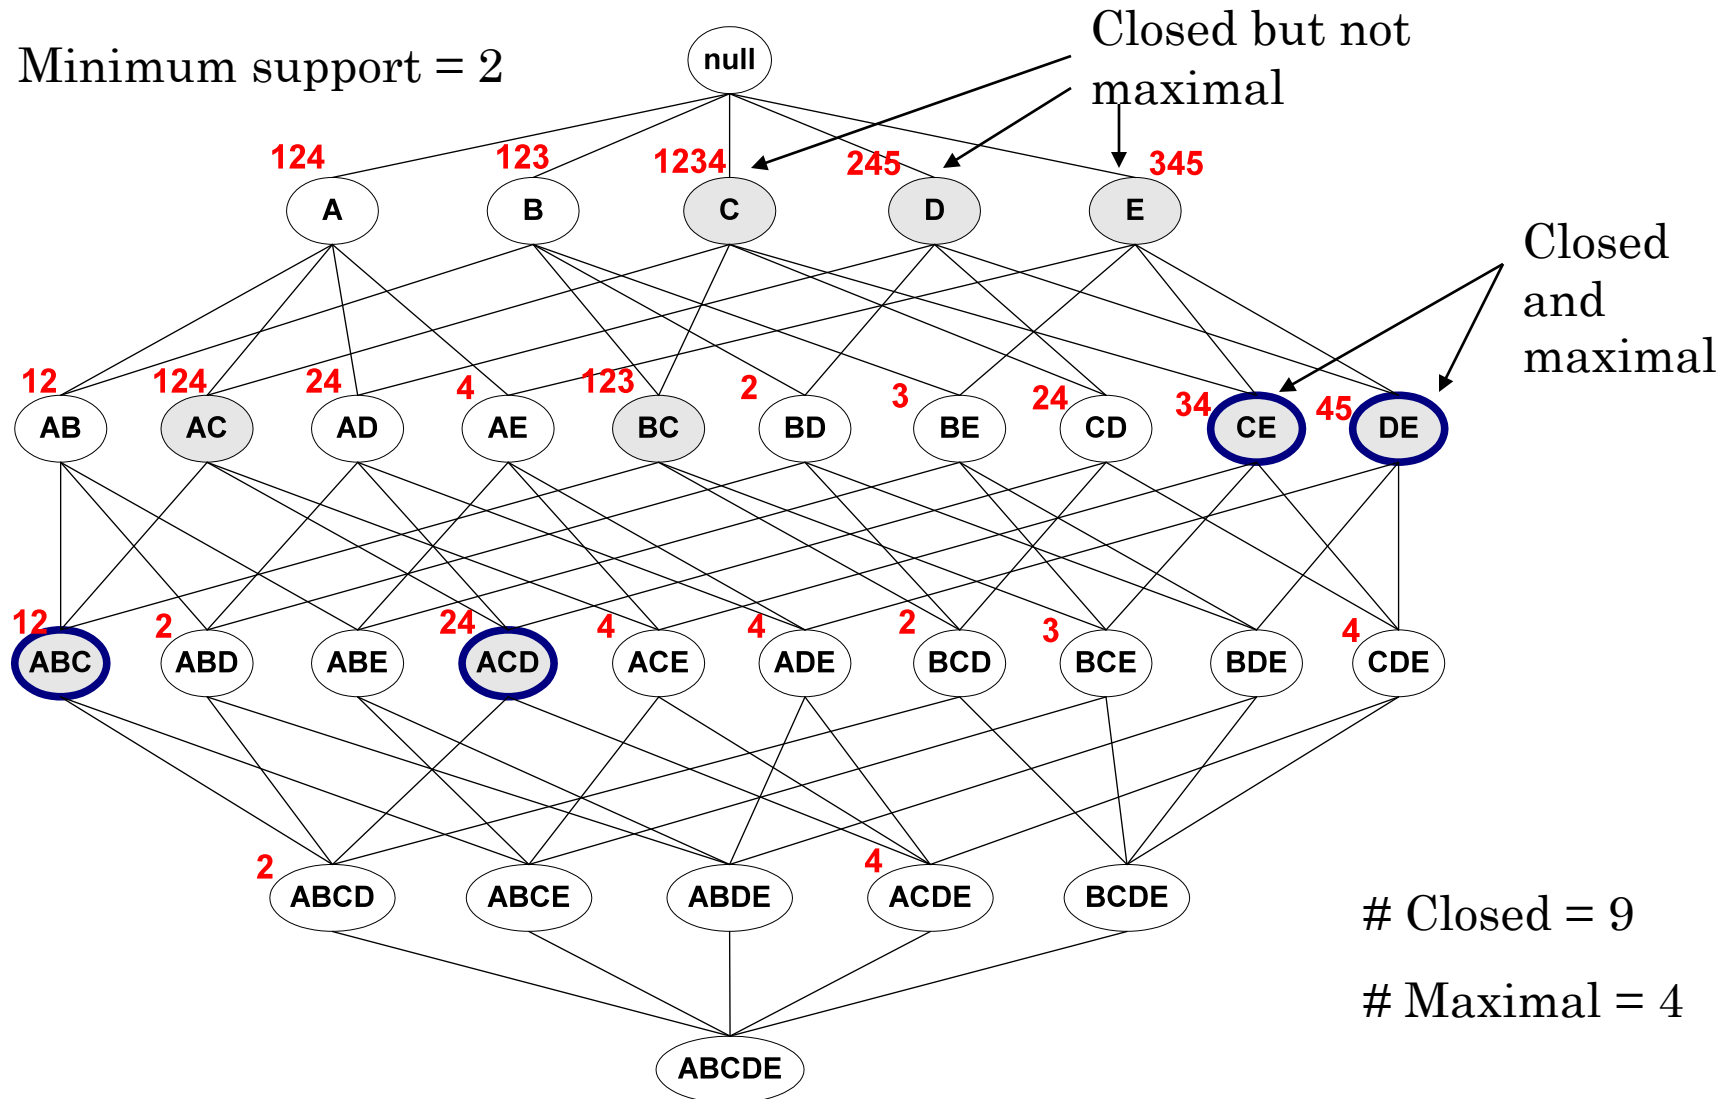 Minimum support = 2
Closed but not
maximal
null
124 123 1234 245 345
A B C D E
Closed
and
maximal
12 124 24 4 123 2 3 24 34 45
AB AC AD AE BC BD BE CD CE DE
12 2 24 4 4 2 3 4
ABC ABD ABE ACD ACE ADE BCD BCE BDE CDE
2 4
ABCD ABCE ABDE ACDE BCDE
# Closed = 9
# Maximal = 4
ABCDE